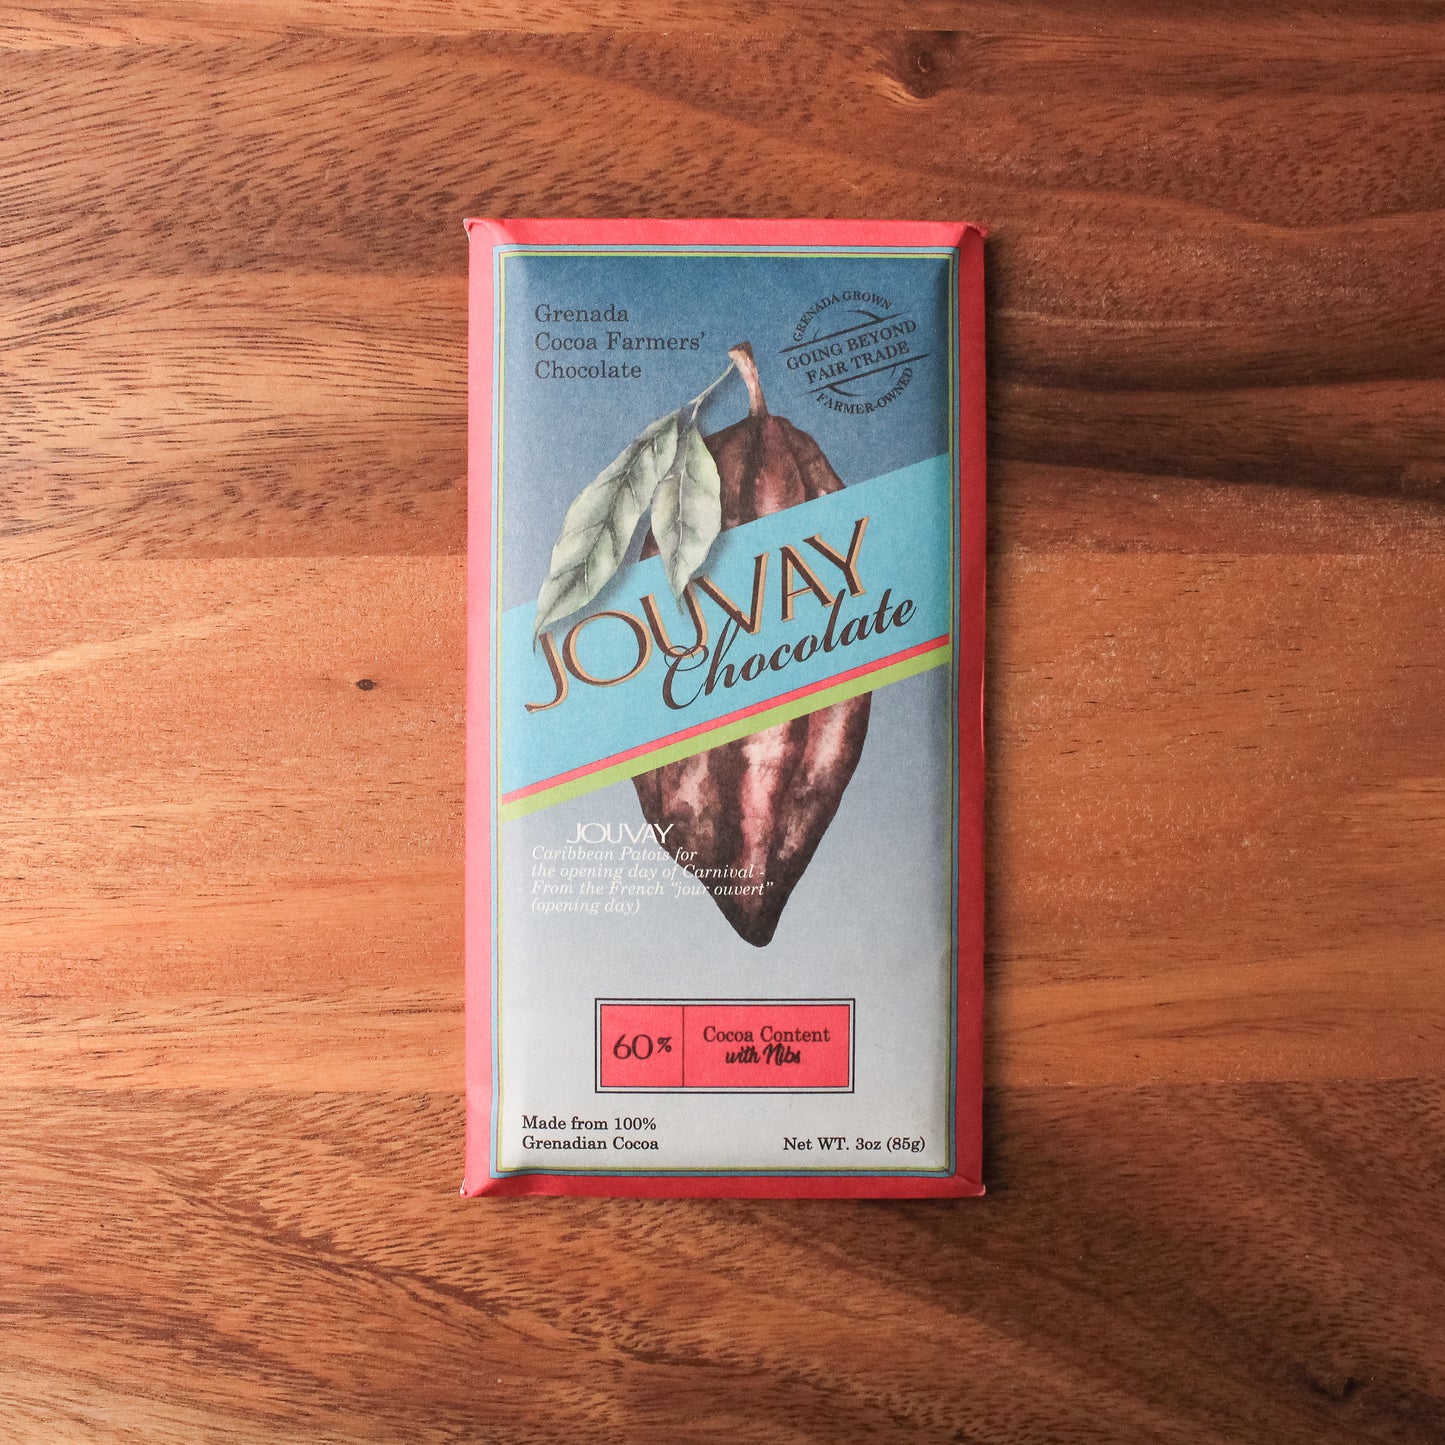 Grenada
Cocoa Farmers'
Chocolate
GRENADA GROWN
GOING BEYOND
FAIR TRADE
FARMER-OWNED
JOUVAY
Chocolate
JOUVAY
Caribbean Patois for
the opening day of Carnival -
From the French "jour ouvert"
(opening day)
60%
Cocoa Content
with Nibs
Made from 100%
Grenadian Cocoa
Net WT. 3oz (85g)